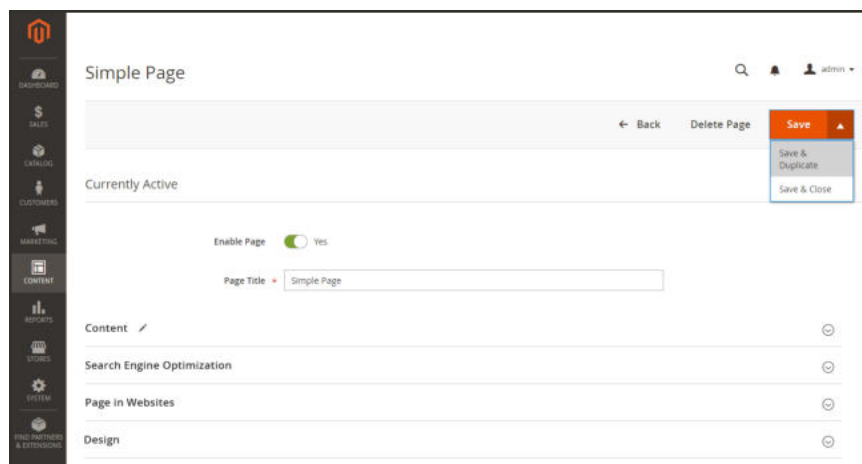 Simple Page
admin
DASHBOARD
SALES
CATALOG
CUSTOMERS
MARKETING
CONTENT
REPORTS
STORES
SYSTEM
FIND PARTNERS
& EXTENSIONS
← Back Delete Page Save
Save &
Duplicate
Save & Close
Currently Active
Enable Page Yes
Page Title * Simple Page
Content
Search Engine Optimization
Page in Websites
Design